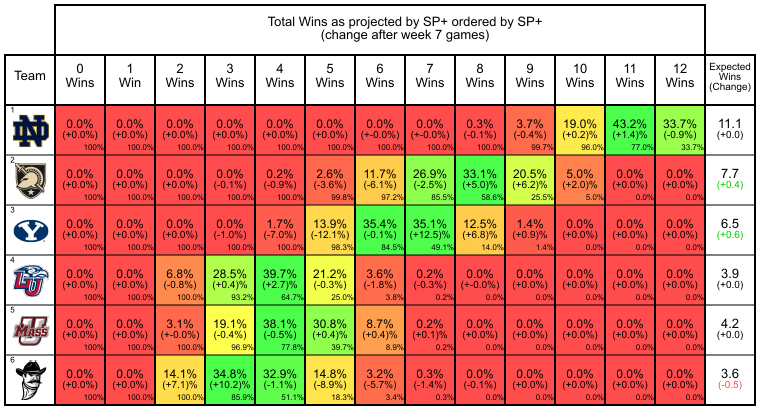 Total Wins as projected by SP+ ordered by SP+
(change after week 7 games)
Team
0 Wins
1 Win
2 Wins
3 Wins
4 Wins
5 Wins
6 Wins
7 Wins
8 Wins
9 Wins
10 Wins
11 Wins
12 Wins
Expected Wins (Change)
1
ND
0.0% 0.0% 0.0% 0.0% 0.0% 0.0% 0.0% 0.0% 0.3% 3.7% 19.0% 43.2% 33.7% 11.1
(+0.0%) (+0.0%) (+0.0%) (+0.0%) (+0.0%) (+0.0%) (+-0.0%) (+-0.0%) (-0.1%) (-0.4%) (+0.2)% (+1.4)% (-0.9%) (+0.0)
100% 100.0% 100.0% 100.0% 100.0% 100.0% 100.0% 100.0% 100.0% 99.7% 96.0% 77.0% 33.7%
2
0.0% 0.0% 0.0% 0.0% 0.2% 2.6% 11.7% 26.9% 33.1% 20.5% 5.0% 0.0% 0.0% 7.7
(+0.0%) (+0.0%) (+0.0%) (-0.1%) (-0.9%) (-3.6%) (-6.1%) (-2.5%) (+5.0)% (+6.2)% (+2.0)% (+0.0%) (+0.0%) (+0.4)
100% 100.0% 100.0% 100.0% 100.0% 99.8% 97.2% 85.5% 58.6% 25.5% 5.0% 0.0% 0.0%
3
Y
0.0% 0.0% 0.0% 0.0% 1.7% 13.9% 35.4% 35.1% 12.5% 1.4% 0.0% 0.0% 0.0% 6.5
(+0.0%) (+0.0%) (+0.0%) (-1.0%) (-7.0%) (-12.1%) (-0.1%) (+12.5)% (+6.8)% (+0.9)% (+0.0%) (+0.0%) (+0.0%) (+0.6)
100% 100.0% 100.0% 100.0% 100.0% 98.3% 84.5% 49.1% 14.0% 1.4% 0.0% 0.0% 0.0%
4
LU
0.0% 0.0% 6.8% 28.5% 39.7% 21.2% 3.6% 0.2% 0.0% 0.0% 0.0% 0.0% 0.0% 3.9
(+0.0%) (+0.0%) (-0.8%) (+0.4)% (+2.7)% (-0.3%) (-1.8%) (-0.3%) (+-0.0%) (+0.0%) (+0.0%) (+0.0%) (+0.0%) (+0.0)
100% 100.0% 100.0% 93.2% 64.7% 25.0% 3.8% 0.2% 0.0% 0.0% 0.0% 0.0% 0.0%
5
U MASS
0.0% 0.0% 3.1% 19.1% 38.1% 30.8% 8.7% 0.2% 0.0% 0.0% 0.0% 0.0% 0.0% 4.2
(+0.0%) (+0.0%) (+-0.0%) (-0.4%) (-0.5%) (+0.4)% (+0.4)% (+0.1)% (+0.0%) (+0.0%) (+0.0%) (+0.0%) (+0.0%) (+0.0)
100% 100.0% 100.0% 96.9% 77.8% 39.7% 8.9% 0.2% 0.0% 0.0% 0.0% 0.0% 0.0%
6
0.0% 0.0% 14.1% 34.8% 32.9% 14.8% 3.2% 0.3% 0.0% 0.0% 0.0% 0.0% 0.0% 3.6
(+0.0%) (+0.0%) (+7.1)% (+10.2)% (-1.1%) (-8.9%) (-5.7%) (-1.4%) (-0.1%) (+0.0%) (+0.0%) (+0.0%) (+0.0%) (-0.5)
100% 100.0% 100.0% 85.9% 51.1% 18.3% 3.4% 0.3% 0.0% 0.0% 0.0% 0.0% 0.0%